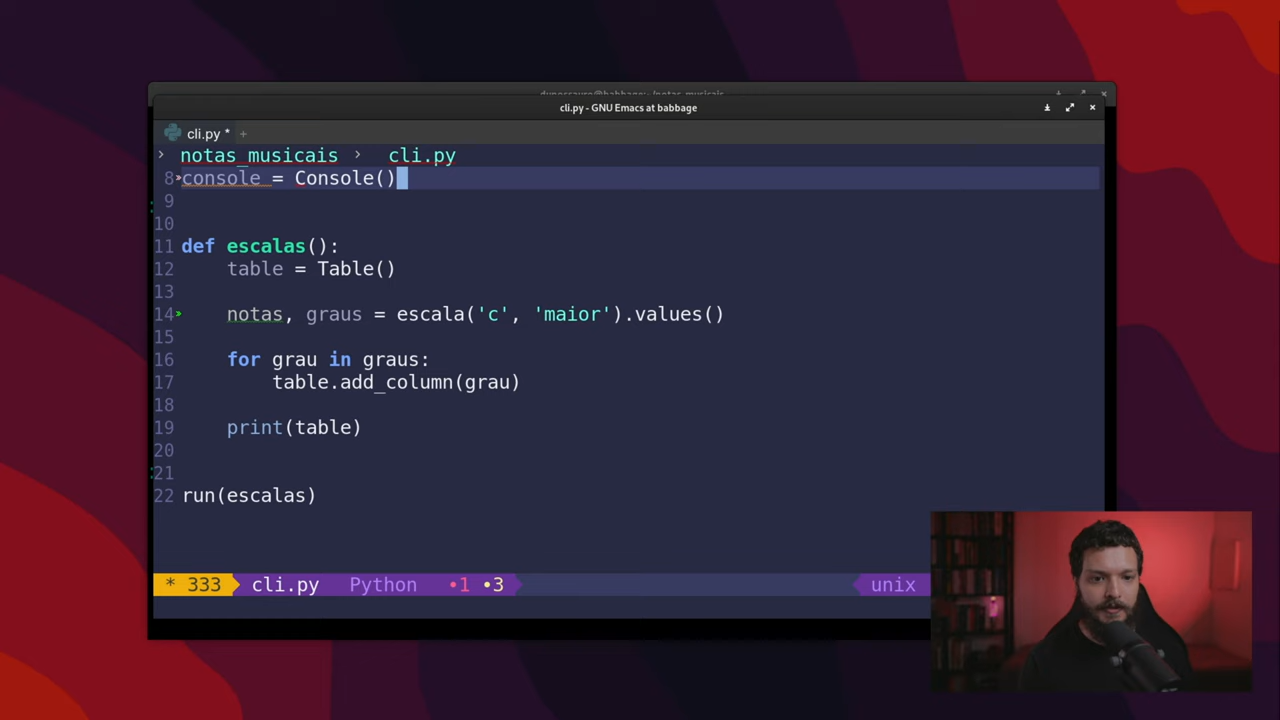 cli.py - GNU Emacs at babbage
cli.py * +
› notas_musicais › cli.py
8 console = Console()
9
10
11 def escalas():
12     table = Table()
13
14     notas, graus = escala('c', 'maior').values()
15
16     for grau in graus:
17         table.add_column(grau)
18
19     print(table)
20
21
22 run(escalas)
* 333 cli.py Python •1 •3 unix